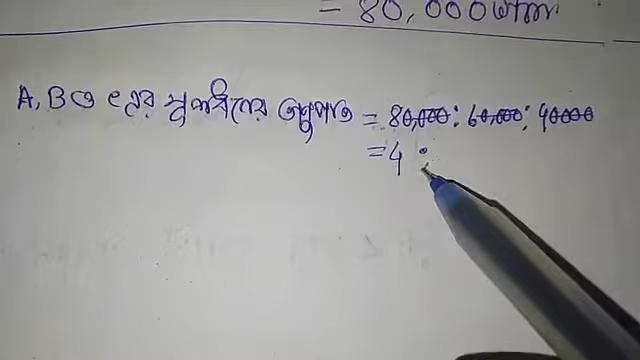 = 80,000 টাকা
A, B ও C এর মূলধনের অনুপাত = 80,000 : 60,000 : 40000
= 4 :